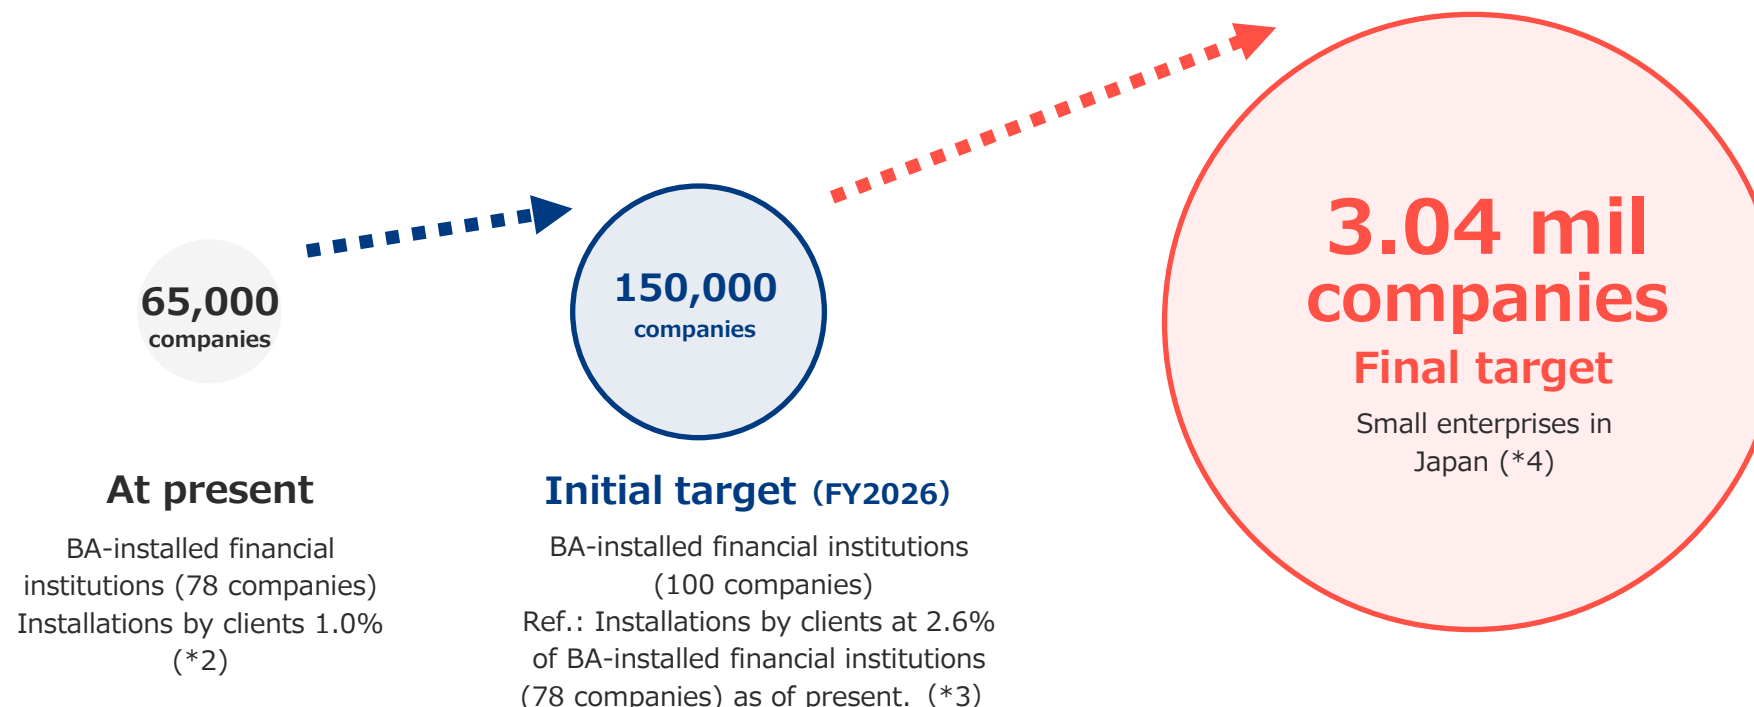 65,000
companies
At present
BA-installed financial
institutions (78 companies)
Installations by clients 1.0%
(*2)
150,000
companies
Initial target（FY2026）
BA-installed financial institutions
(100 companies)
Ref.: Installations by clients at 2.6%
of BA-installed financial institutions
(78 companies) as of present.（*3）
3.04 mil
companies
Final target
Small enterprises in
Japan (*4)